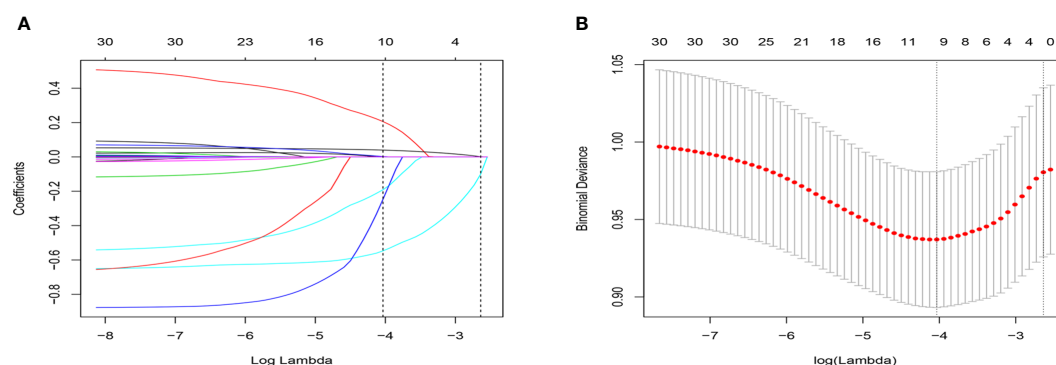 A
30 30 23 16 10 4
Coefficients
0.4
0.2
0.0
−0.2
−0.4
−0.6
−0.8
−8 −7 −6 −5 −4 −3
Log Lambda
B
30 30 30 25 21 18 16 11 9 8 6 4 4 0
Binomial Deviance
1.05
1.00
0.95
0.90
−7 −6 −5 −4 −3
log(Lambda)